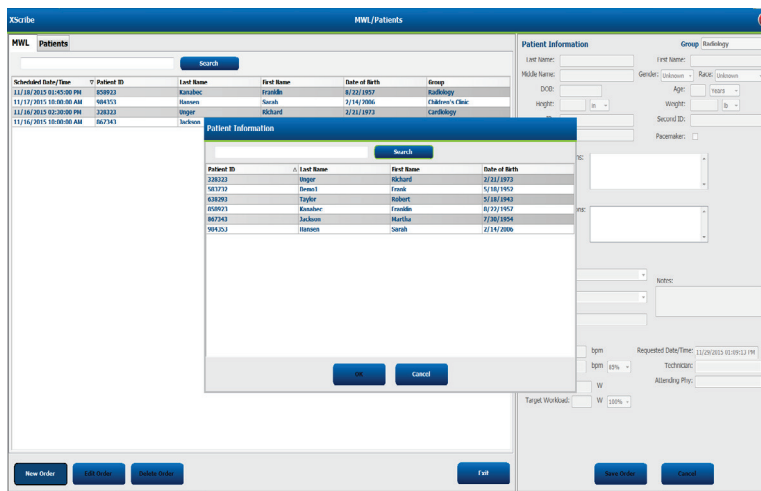 XScribe MWL/Patients
MWL Patients
Search
Scheduled Date/Time Patient ID Last Name First Name Date of Birth Group
11/18/2015 01:45:00 PM 858923 Kanabec Franklin 8/22/1957 Radiology
11/17/2015 10:00:00 AM 984353 Hansen Sarah 2/14/2006 Children's Clinic
11/16/2015 02:30:00 PM 328323 Unger Richard 2/21/1973 Cardiology
11/16/2015 10:00:00 AM 867343 Jackson
Patient Information
Search
Patient ID Last Name First Name Date of Birth
328323 Unger Richard 2/21/1973
583732 Demo1 Frank 5/18/1952
638293 Taylor Robert 5/18/1943
858923 Kanabec Franklin 8/22/1957
867343 Jackson Martha 7/30/1954
984353 Hansen Sarah 2/14/2006
OK Cancel
Patient Information Group Radiology
Last Name: First Name:
Middle Name: Gender: Unknown Race: Unknown
DOB: Age: Years
Height: in Weight: lb
ID: Second ID:
Pacemaker:
ns:
ons:
Notes:
bpm Requested Date/Time: 11/29/2015 01:09:13 PM
bpm 85% Technician:
W Attending Phy:
Target Workload: W 100%
New Order Edit Order Delete Order Exit
Save Order Cancel